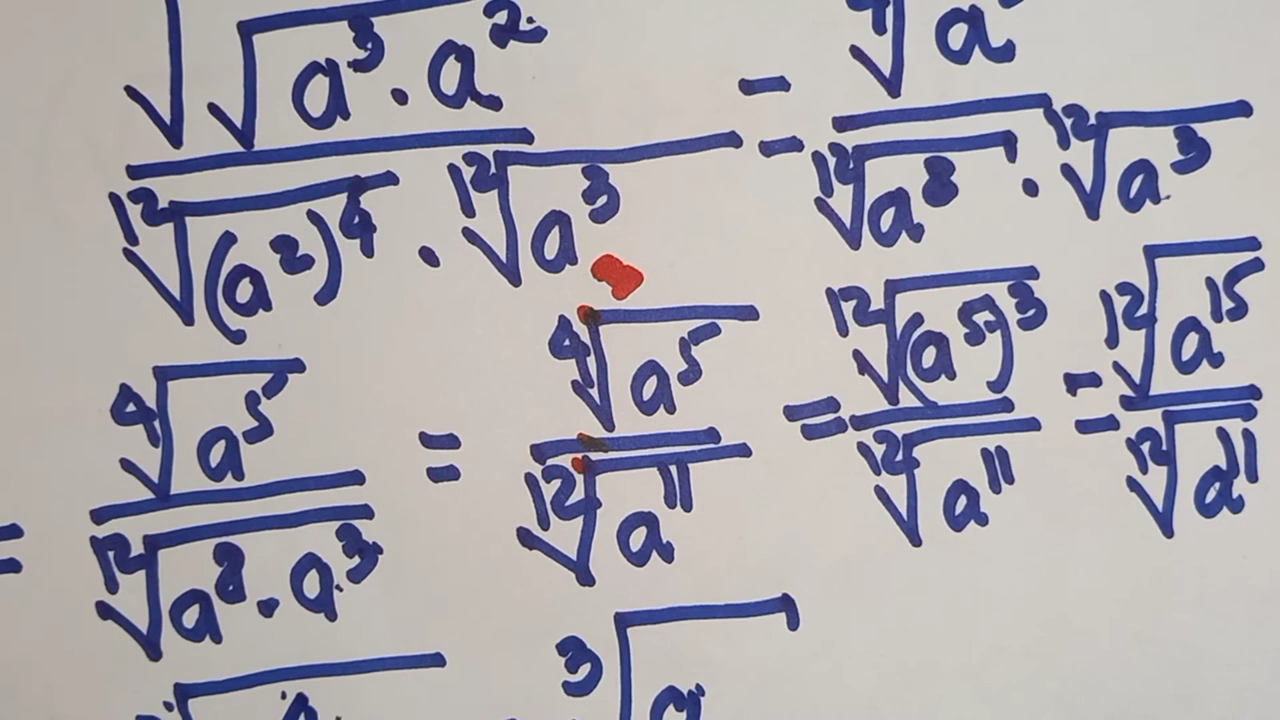 √√(a³·a²) / (¹²√(a²)⁴ · ¹²√a³) = ⁴√a / (¹²√a⁸ · ¹²√a³)
= ⁴√a⁵ / ¹²√(a⁸·a³) = ⁴√a⁵ / ¹²√a¹¹ = ¹²√(a⁵)³ / ¹²√a¹¹ = ¹²√a¹⁵ / ¹²√a¹¹
³√a